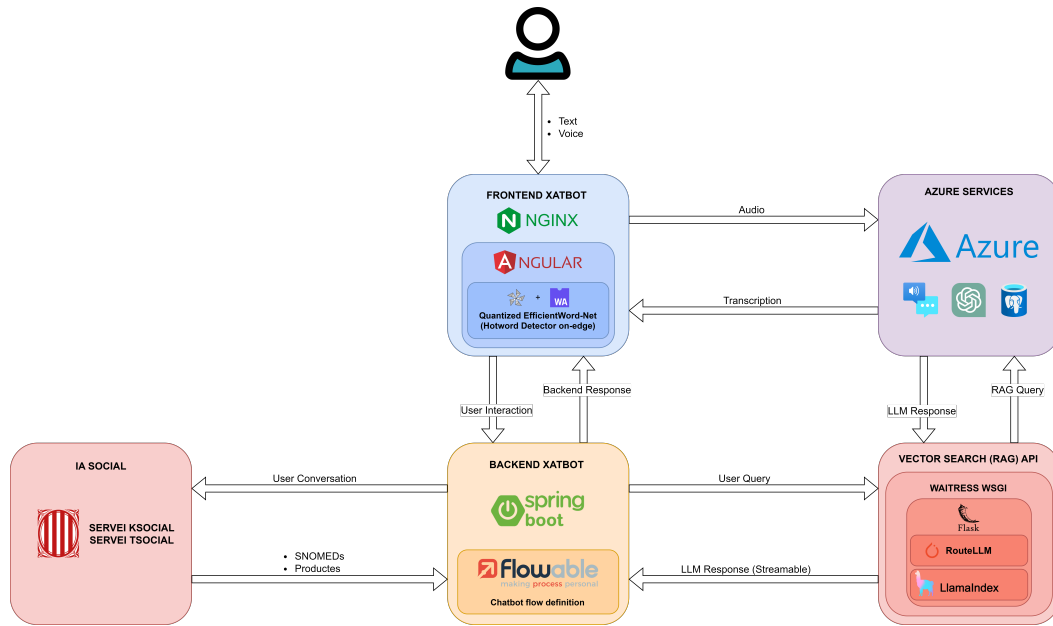 Text
Voice
FRONTEND XATBOT
NGINX
ANGULAR
+
WA
Quantized EfficientWord-Net
(Hotword Detector on-edge)
Audio
Transcription
AZURE SERVICES
Azure
User Interaction
Backend Response
LLM Response
RAG Query
IA SOCIAL
SERVEI KSOCIAL
SERVEI TSOCIAL
User Conversation
SNOMEDs
Productes
BACKEND XATBOT
spring
boot
Flowable
making process personal
Chatbot flow definition
User Query
LLM Response (Streamable)
VECTOR SEARCH (RAG) API
WAITRESS WSGI
Flask
RouteLLM
LlamaIndex